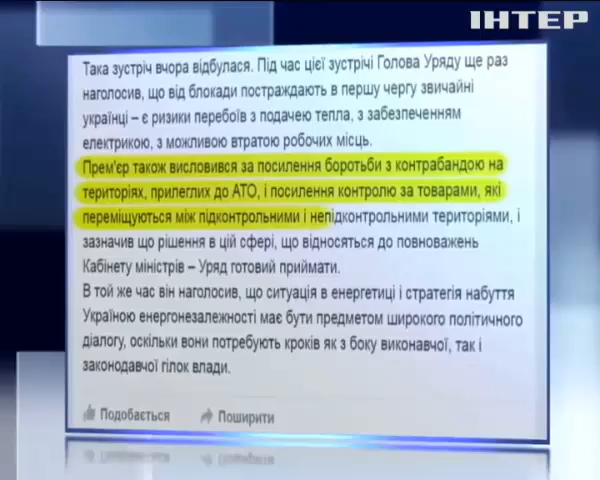 ІНТЕР
Така зустріч вчора відбулася. Під час цієї зустрічі Голова Уряду ще раз
наголосив, що від блокади постраждають в першу чергу звичайні
українці – є ризики перебоїв з подачею тепла, з забезпеченням
електрикою, з можливою втратою робочих місць.
Прем'єр також висловився за посилення боротьби з контрабандою на
територіях, прилеглих до АТО, і посилення контролю за товарами, які
переміщуються між підконтрольними і непідконтрольними територіями, і
зазначив що рішення в цій сфері, що відносяться до повноважень
Кабінету міністрів – Уряд готовий приймати.
В той же час він наголосив, що ситуація в енергетиці і стратегія набуття
Україною енергонезалежності має бути предметом широкого політичного
діалогу, оскільки вони потребують кроків як з боку виконавчої, так і
законодавчої гілок влади.
Подобається Поширити